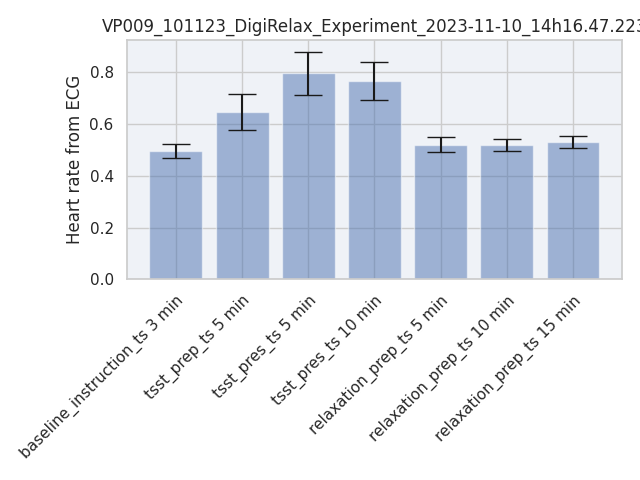 VP009_101123_DigiRelax_Experiment_2023-11-10_14h16.47.223
Heart rate from ECG
0.8
0.6
0.4
0.2
0.0
baseline_instruction_ts 3 min
tsst_prep_ts 5 min
tsst_pres_ts 5 min
tsst_pres_ts 10 min
relaxation_prep_ts 5 min
relaxation_prep_ts 10 min
relaxation_prep_ts 15 min